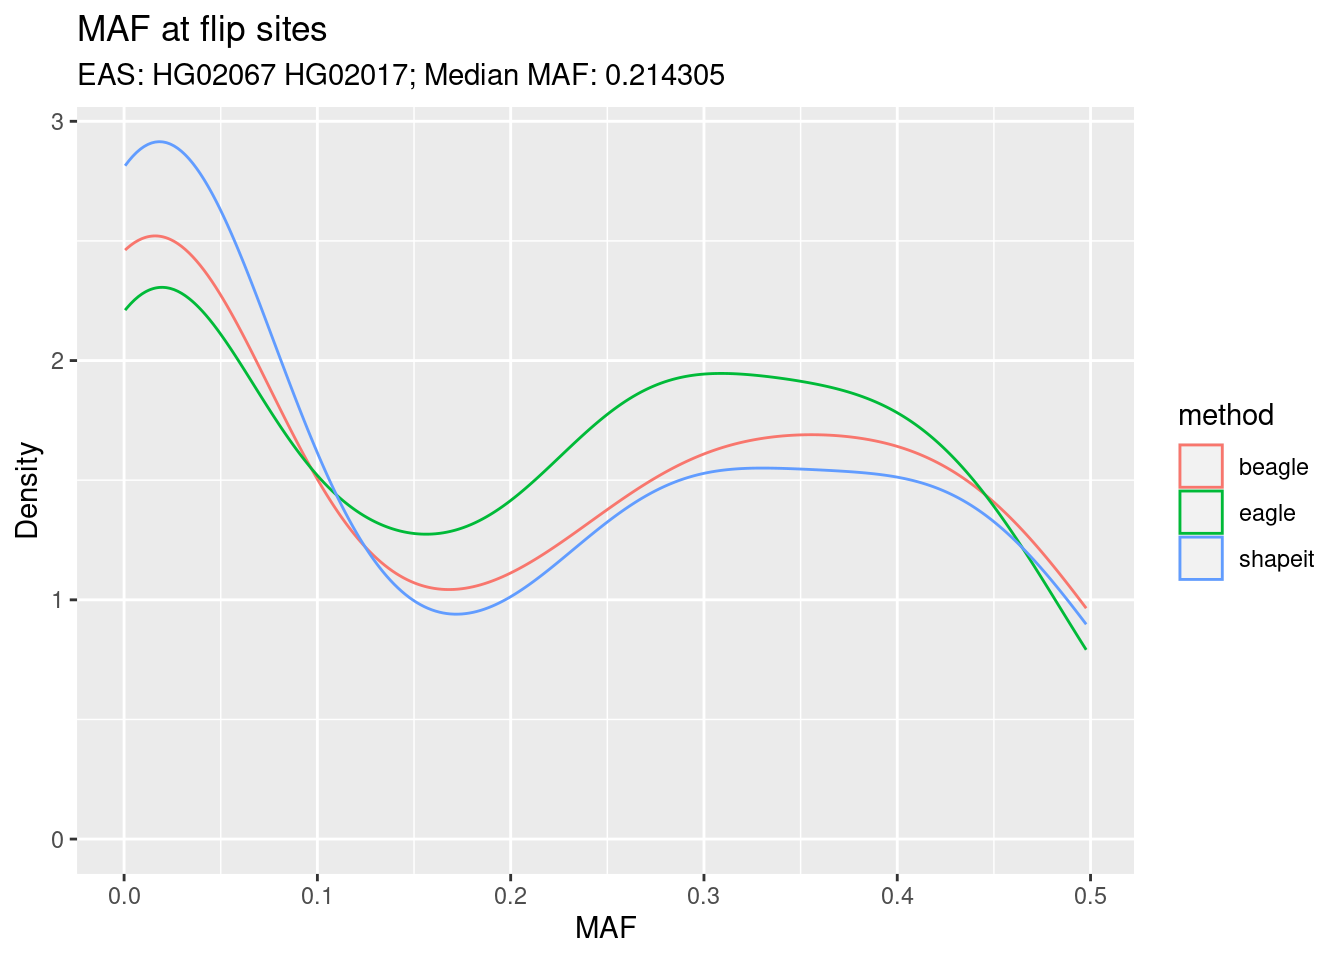 MAF at flip sites
EAS: HG02067 HG02017; Median MAF: 0.214305
3
2
1
0
Density
0.0 0.1 0.2 0.3 0.4 0.5
MAF
method
beagle
eagle
shapeit